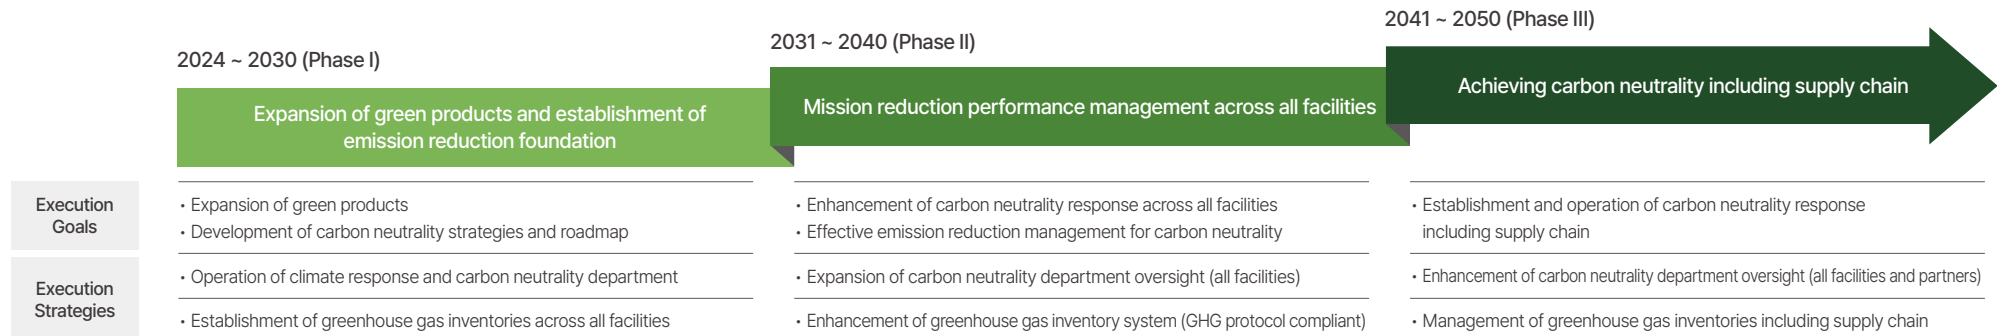 2024 ~ 2030 (Phase I)
Expansion of green products and establishment of
emission reduction foundation
2031 ~ 2040 (Phase II)
Mission reduction performance management across all facilities
2041 ~ 2050 (Phase III)
Achieving carbon neutrality including supply chain
Execution
Goals
• Expansion of green products
• Development of carbon neutrality strategies and roadmap
• Enhancement of carbon neutrality response across all facilities
• Effective emission reduction management for carbon neutrality
• Establishment and operation of carbon neutrality response
including supply chain
Execution
Strategies
• Operation of climate response and carbon neutrality department
• Expansion of carbon neutrality department oversight (all facilities)
• Enhancement of carbon neutrality department oversight (all facilities and partners)
• Establishment of greenhouse gas inventories across all facilities
• Enhancement of greenhouse gas inventory system (GHG protocol compliant)
• Management of greenhouse gas inventories including supply chain